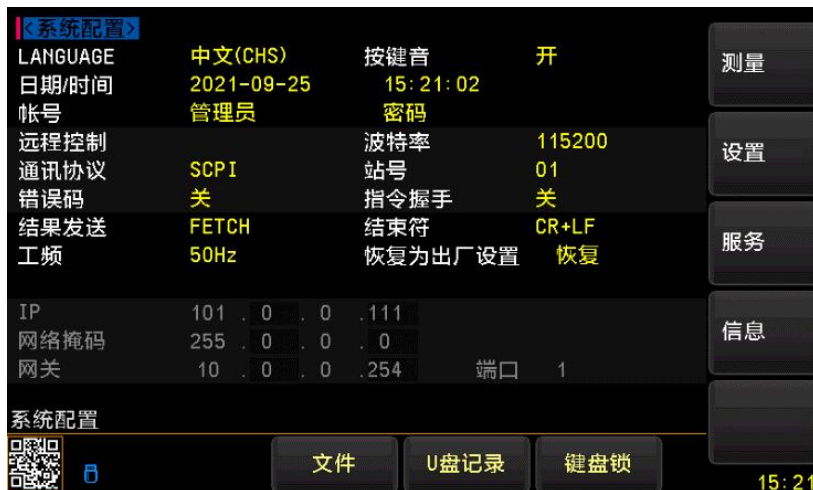 <系统配置>
LANGUAGE 中文(CHS) 按键音 开
日期/时间 2021-09-25 15:21:02
帐号 管理员 密码
远程控制 波特率 115200
通讯协议 SCPI 站号 01
错误码 关 指令握手 关
结果发送 FETCH 结束符 CR+LF
工频 50Hz 恢复为出厂设置 恢复
IP 101 . 0 . 0 .111
网络掩码 255 . 0 . 0 . 0
网关 10 . 0 . 0 .254 端口 1
系统配置
文件 U盘记录 键盘锁
测量
设置
服务
信息
15:21